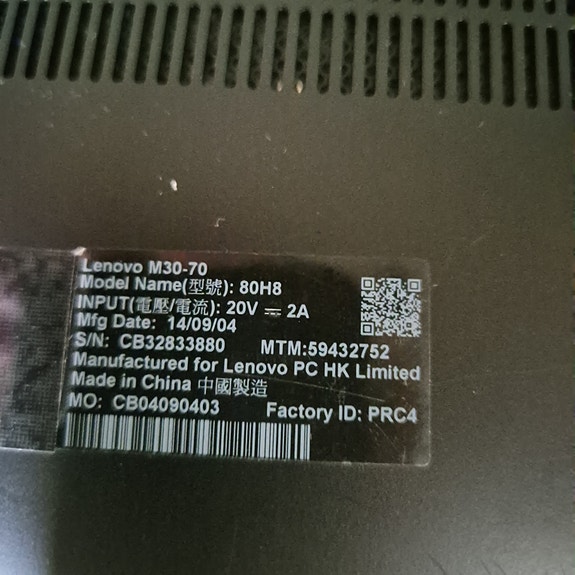 Lenovo M30-70
Model Name(型號): 80H8
INPUT(電壓/電流): 20V ⎓ 2A
Mfg Date: 14/09/04
S/N: CB32833880 MTM:59432752
Manufactured for Lenovo PC HK Limited
Made in China 中國製造
MO: CB04090403 Factory ID: PRC4